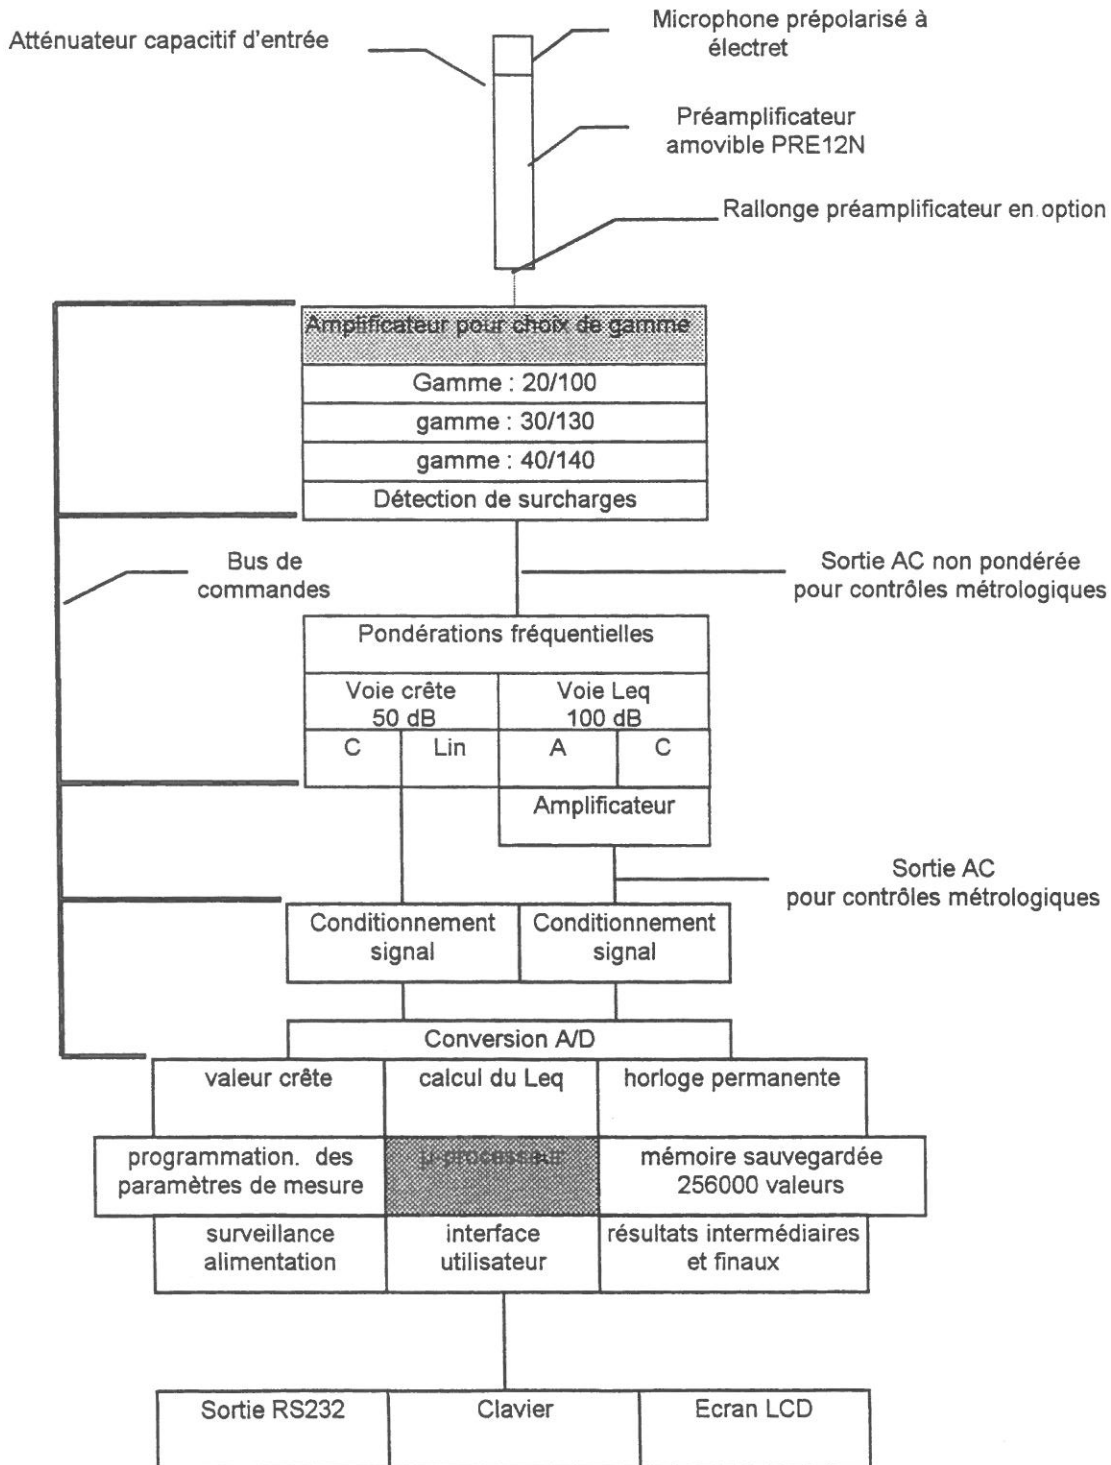 Microphone prépolarisé à
électret
Atténuateur capacitif d'entrée
Préamplificateur
amovible PRE12N
Rallonge préamplificateur en option
Amplificateur pour choix de gamme
Gamme : 20/100
gamme : 30/130
gamme : 40/140
Détection de surcharges
Bus de
commandes
Sortie AC non pondérée
pour contrôles métrologiques
Pondérations fréquentielles
Voie crête
50 dB
Voie Leq
100 dB
C
Lin
A
C
Amplificateur
Sortie AC
pour contrôles métrologiques
Conditionnement
signal
Conditionnement
signal
Conversion A/D
valeur crête
calcul du Leq
horloge permanente
programmation. des
paramètres de mesure
µ-processeur
mémoire sauvegardée
256000 valeurs
surveillance
alimentation
interface
utilisateur
résultats intermédiaires
et finaux
Sortie RS232
Clavier
Ecran LCD